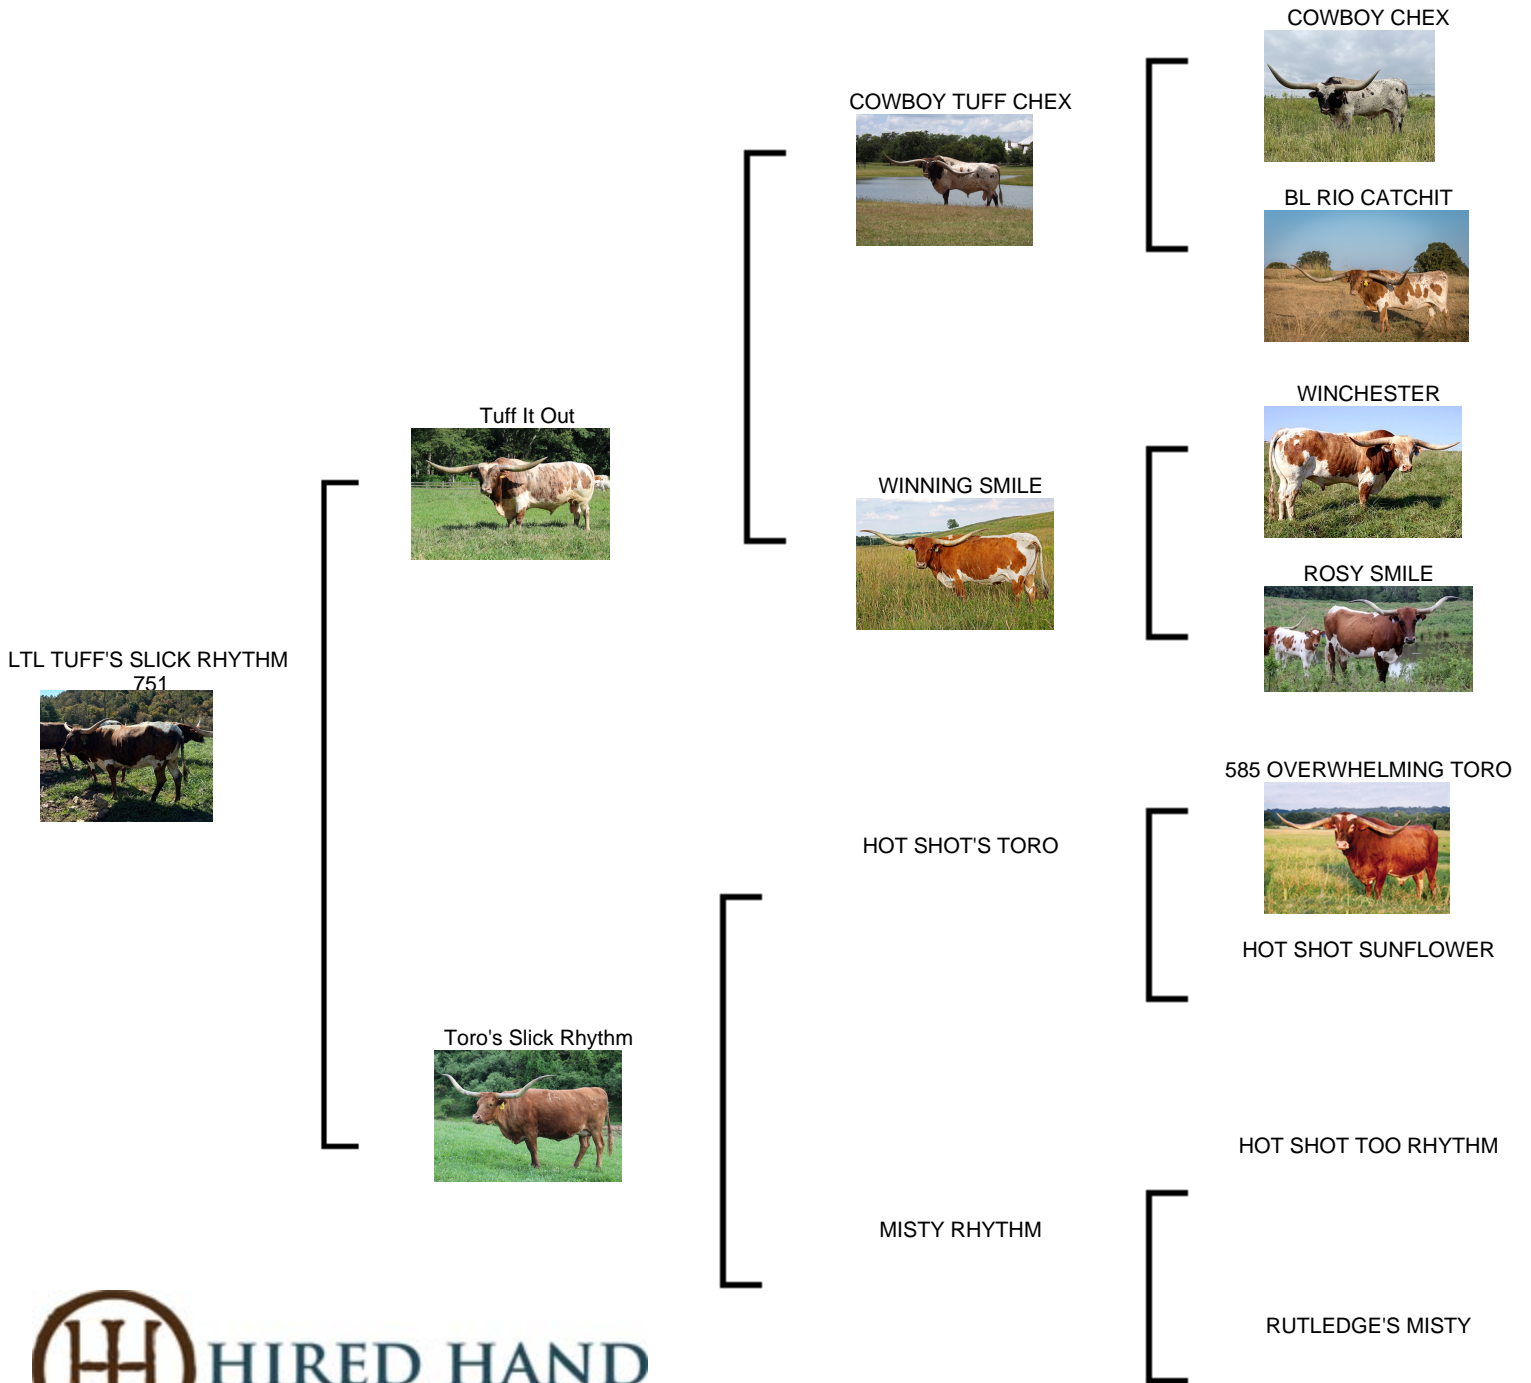 COWBOY CHEX
COWBOY TUFF CHEX
BL RIO CATCHIT
WINCHESTER
Tuff It Out
WINNING SMILE
ROSY SMILE
LTL TUFF'S SLICK RHYTHM
751
585 OVERWHELMING TORO
HOT SHOT'S TORO
HOT SHOT SUNFLOWER
Toro's Slick Rhythm
HOT SHOT TOO RHYTHM
MISTY RHYTHM
RUTLEDGE'S MISTY
HIRED HAND